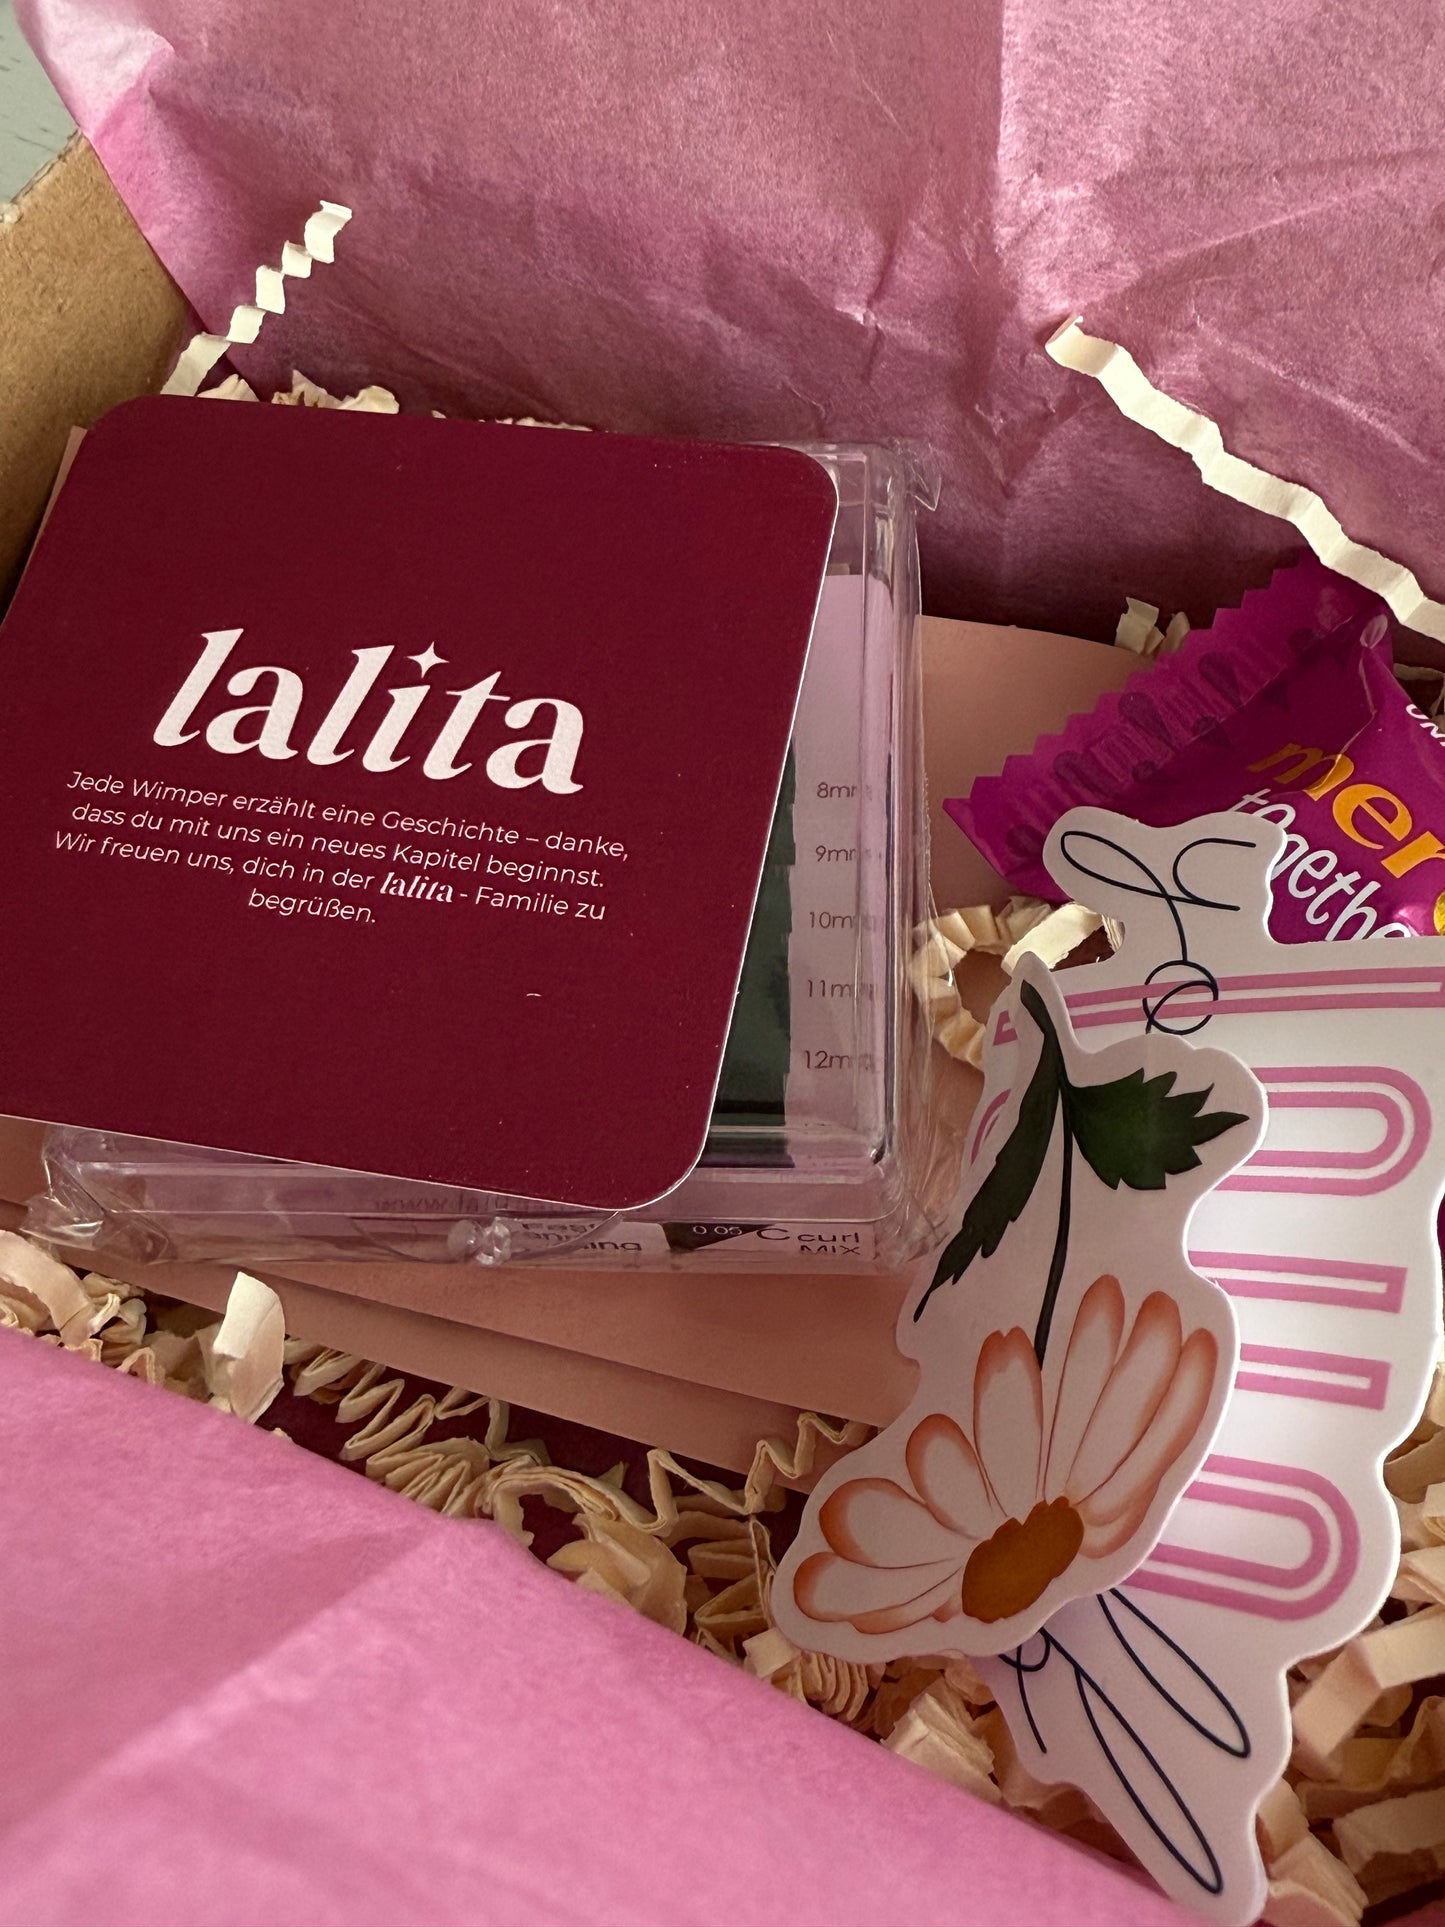 lalita
Jede Wimper erzählt eine Geschichte – danke,
dass du mit uns ein neues Kapitel beginnst.
Wir freuen uns, dich in der lalita - Familie zu
begrüßen.
8mm
9mm
10mm
11mm
12mm
0.05 C curl
MIX
together